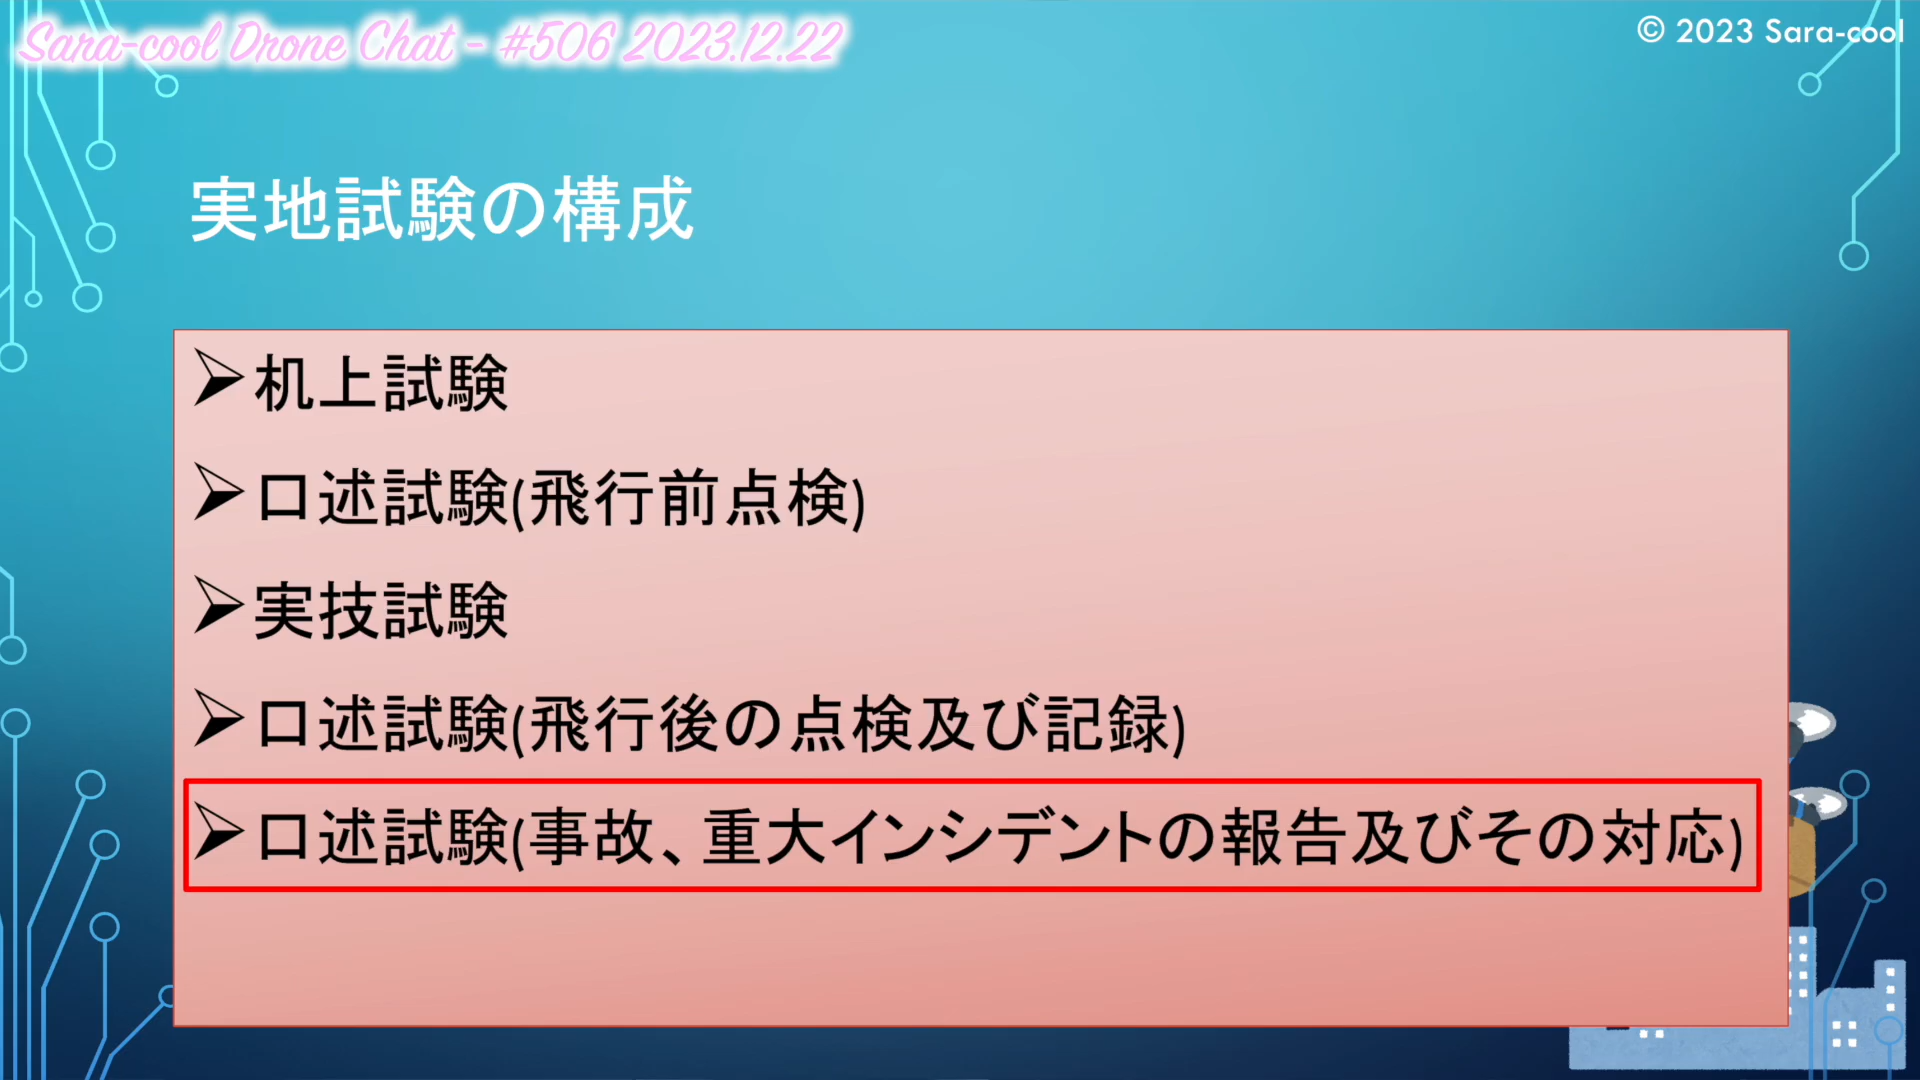 Sara-cool Drone Chat - #506 2023.12.22
© 2023 Sara-cool
実地試験の構成
➢机上試験
➢口述試験(飛行前点検)
➢実技試験
➢口述試験(飛行後の点検及び記録)
➢口述試験(事故、重大インシデントの報告及びその対応)